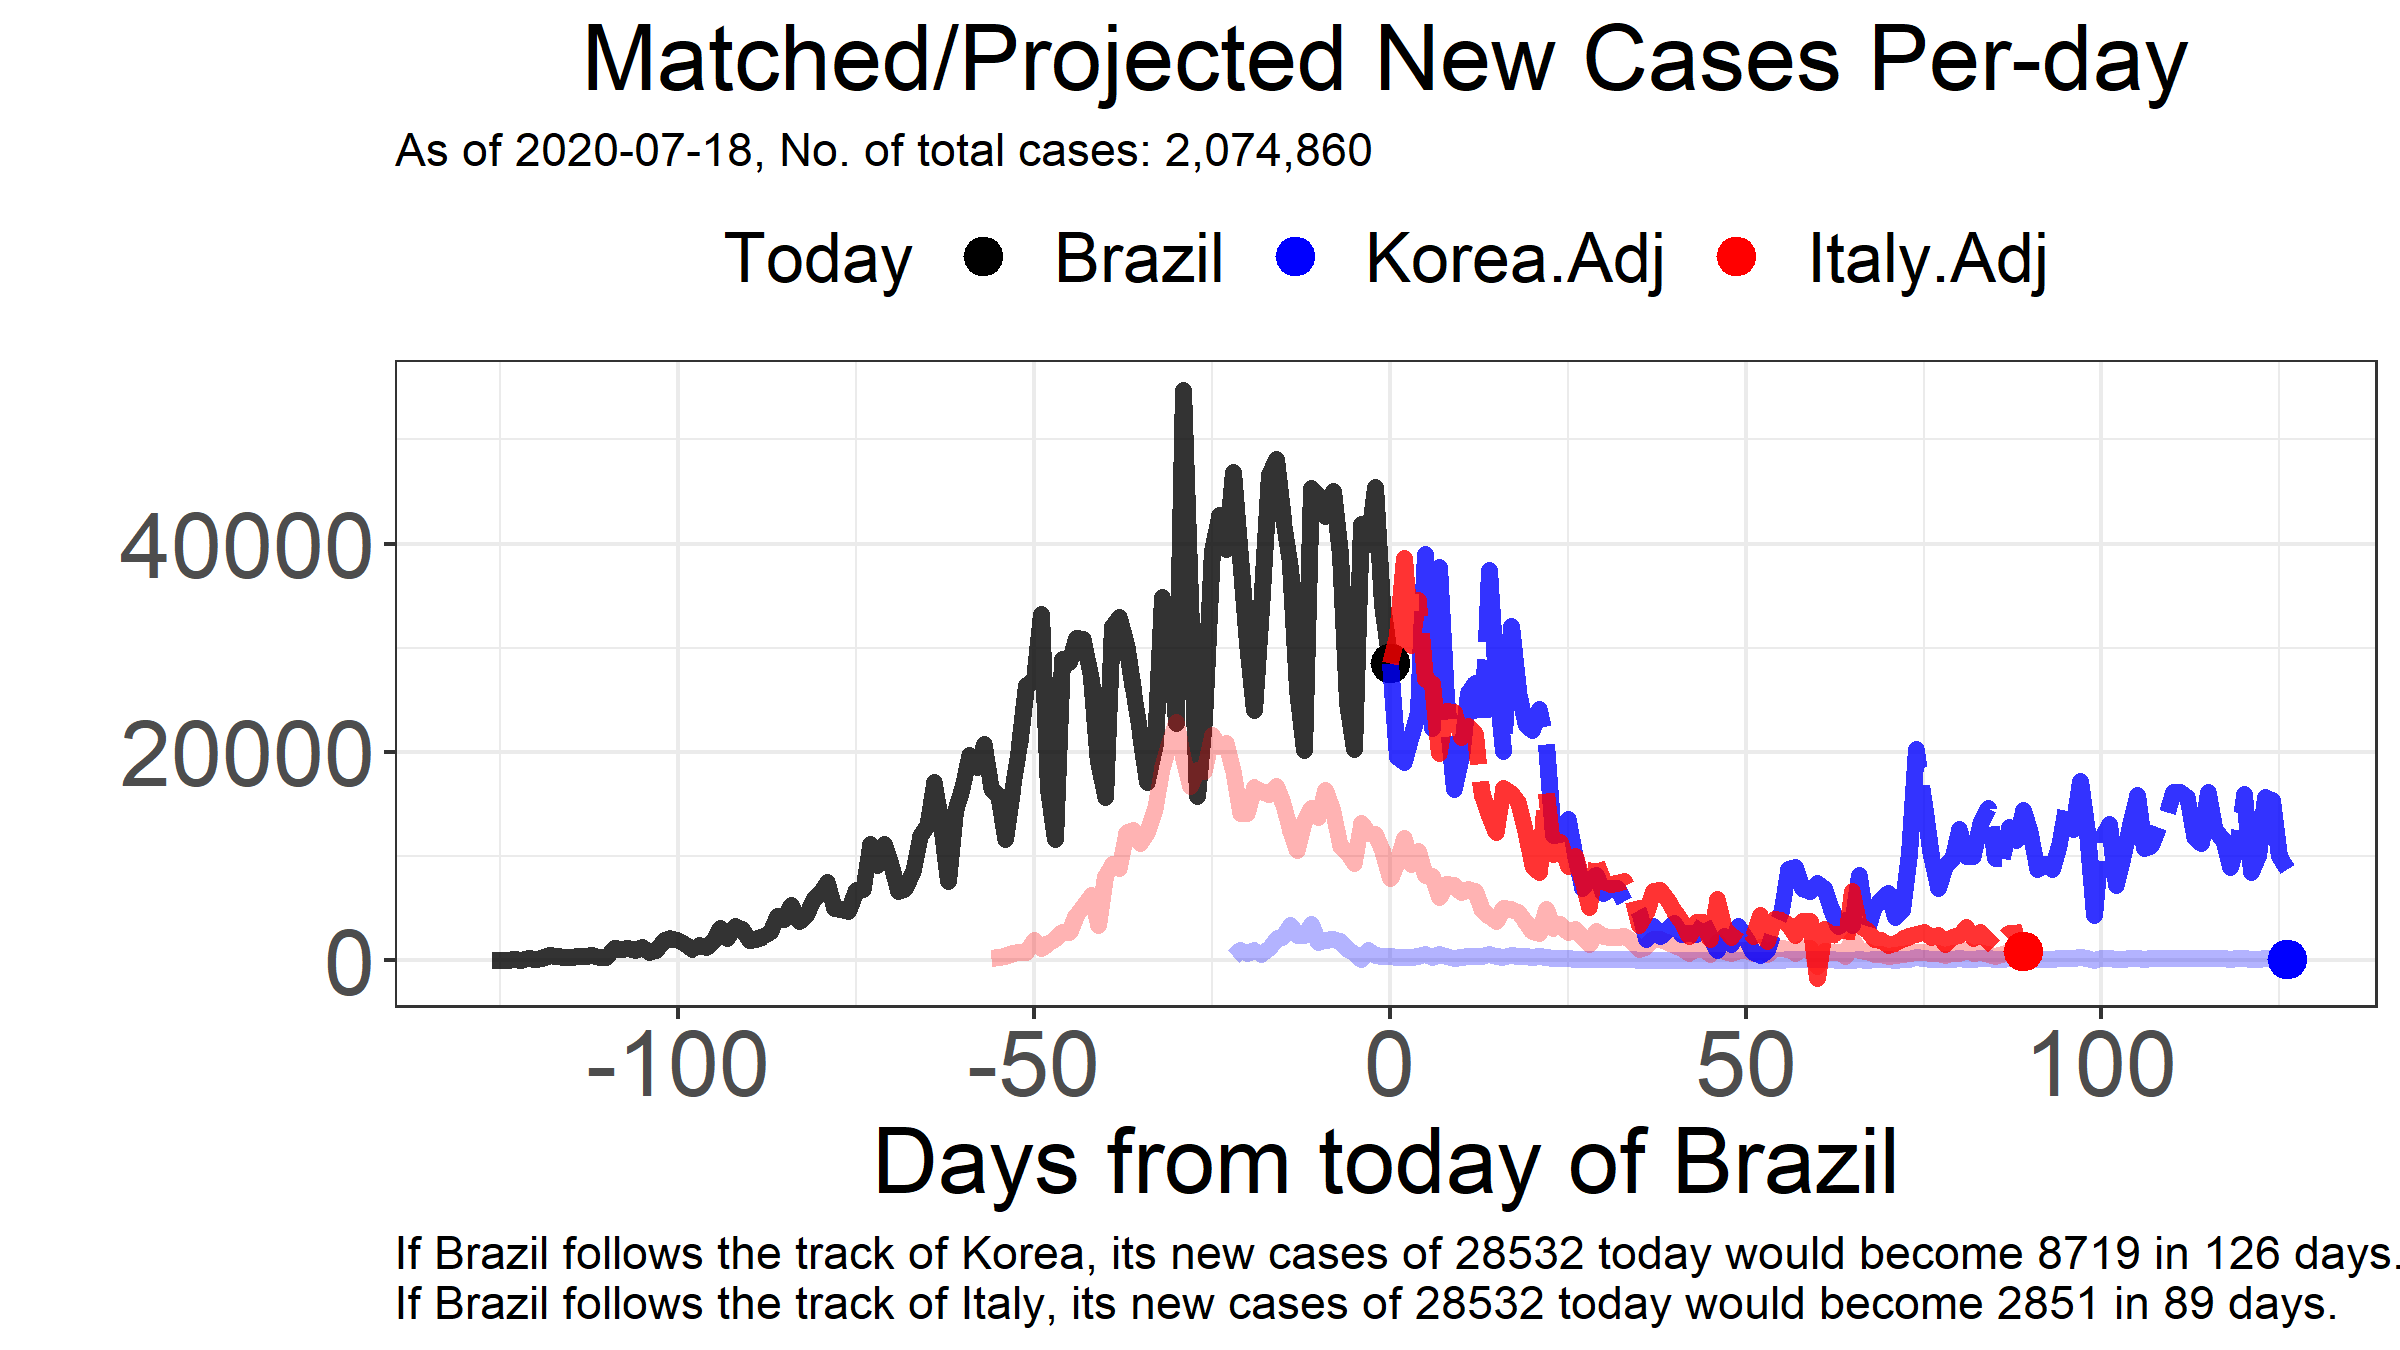 Matched/Projected New Cases Per-day
As of 2020-07-18, No. of total cases: 2,074,860
Today Brazil Korea.Adj Italy.Adj
40000
20000
0
-100 -50 0 50 100
Days from today of Brazil
If Brazil follows the track of Korea, its new cases of 28532 today would become 8719 in 126 days.
If Brazil follows the track of Italy, its new cases of 28532 today would become 2851 in 89 days.